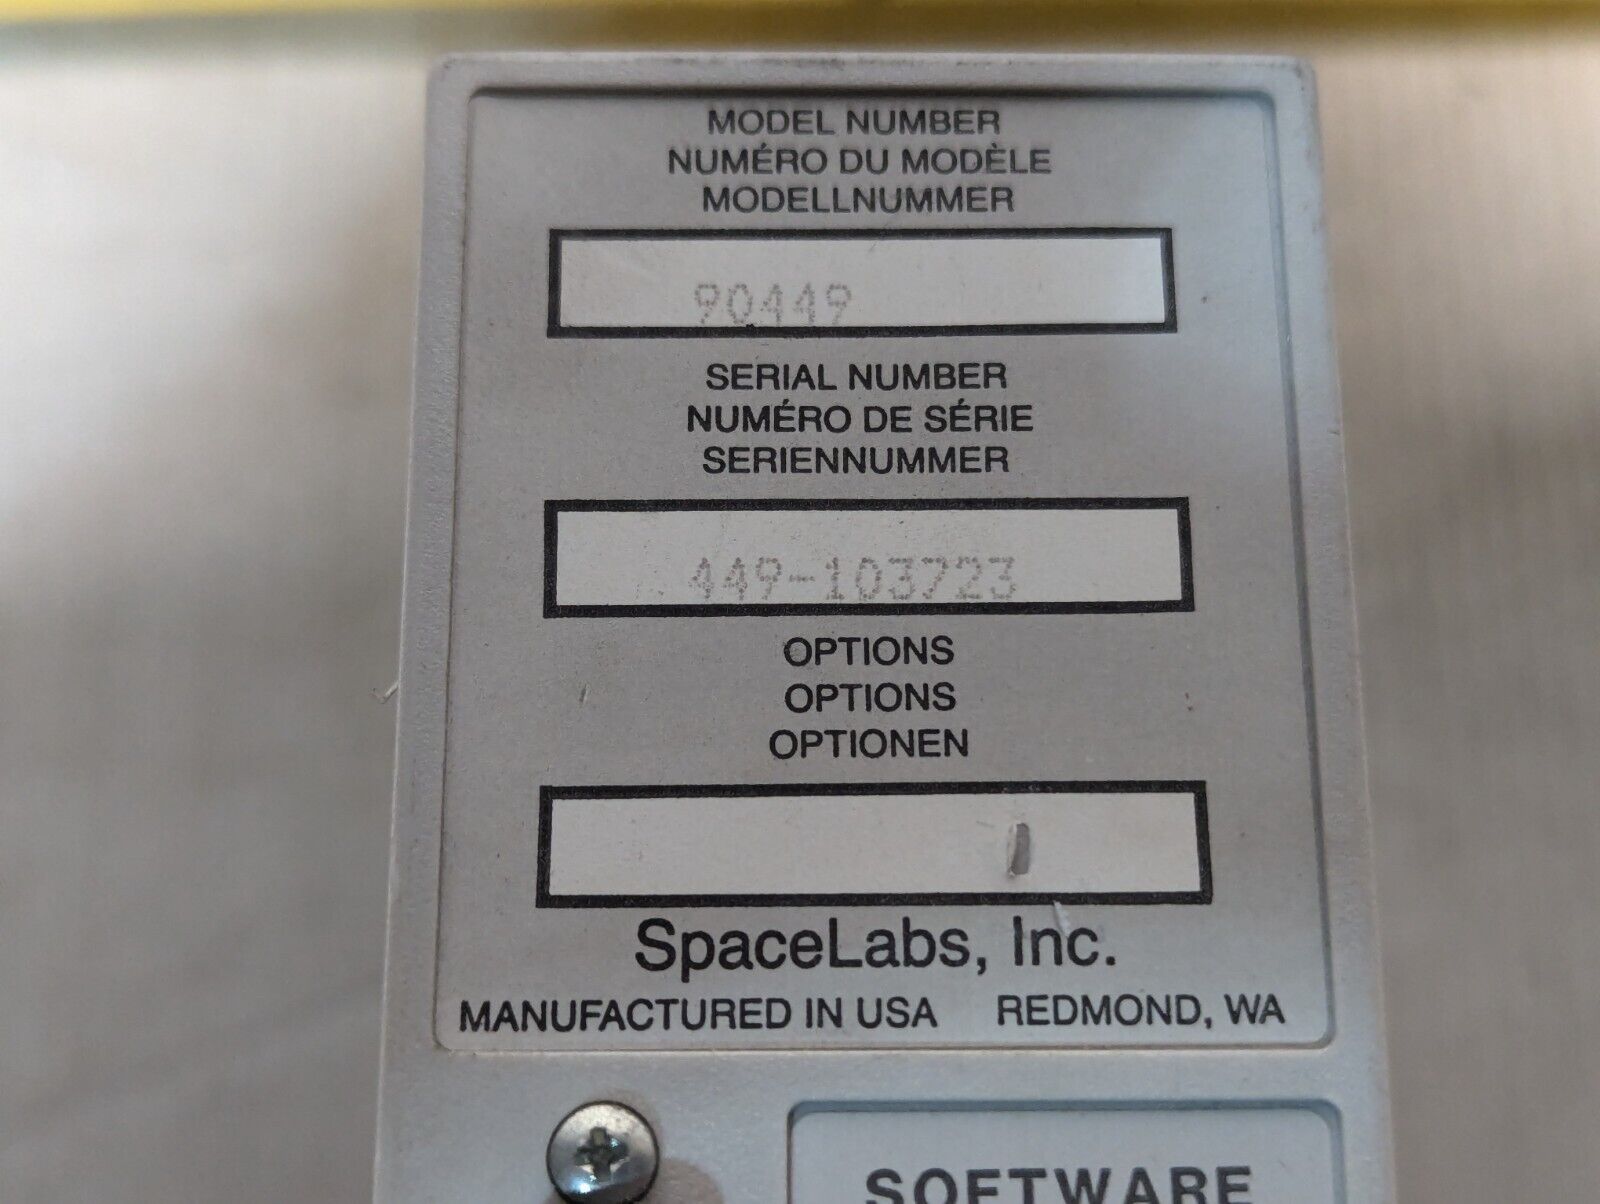 MODEL NUMBER
NUMÉRO DU MODÈLE
MODELLNUMMER
90449
SERIAL NUMBER
NUMÉRO DE SÉRIE
SERIENNUMMER
449-103723
OPTIONS
OPTIONS
OPTIONEN
SpaceLabs, Inc.
MANUFACTURED IN USA REDMOND, WA
SOFTWARE